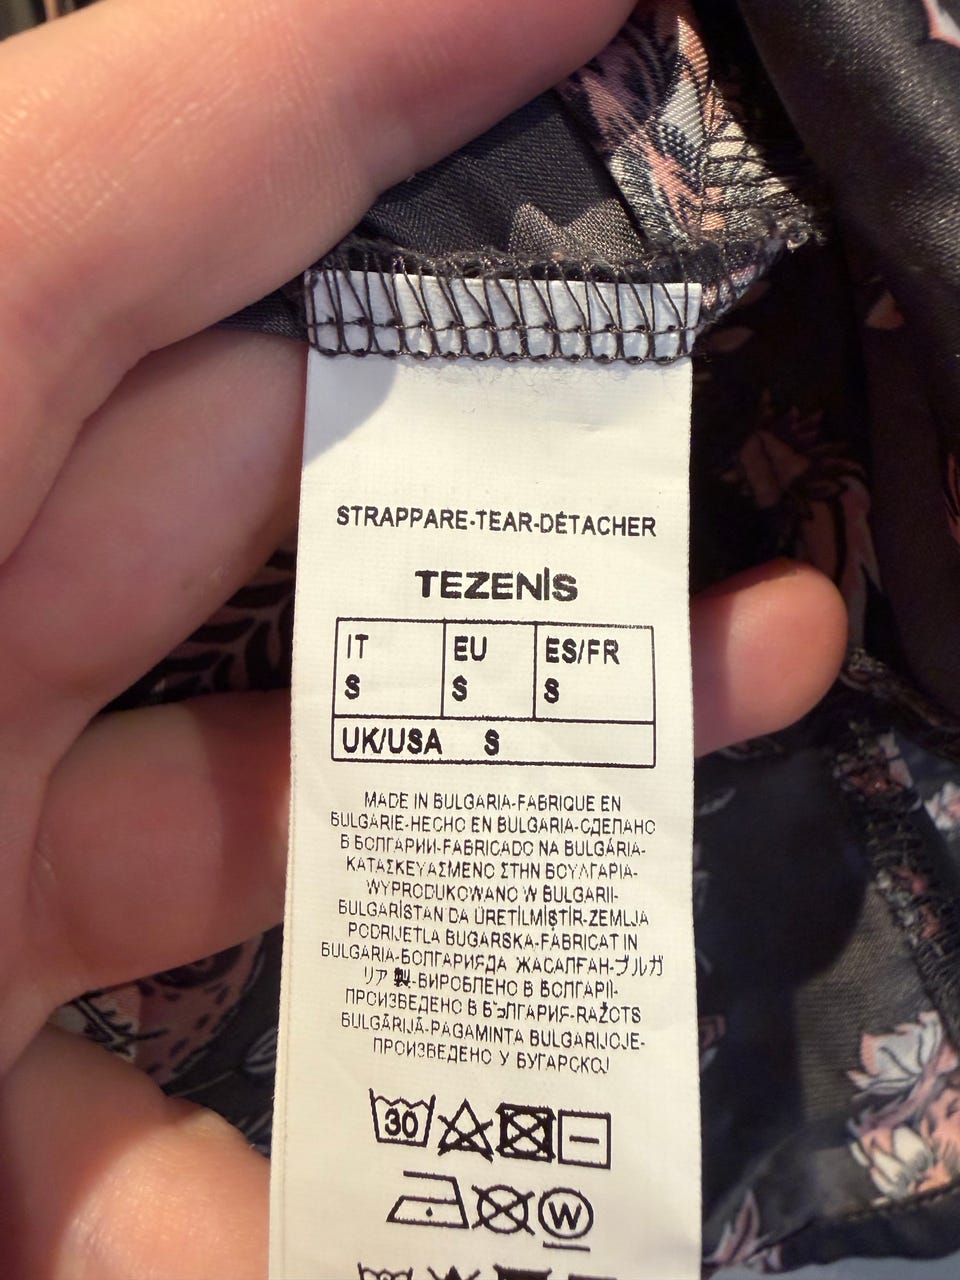 STRAPPARE-TEAR-DÉTACHER
TEZENIS
IT EU ES/FR
S S S
UK/USA S
MADE IN BULGARIA-FABRIQUE EN
BULGARIE-HECHO EN BULGARIA-СДЕЛАНО
В БОЛГАРИИ-FABRICADO NA BULGÁRIA-
ΚΑΤΑΣΚΕΥΑΣΜΕΝΟ ΣΤΗΝ ΒΟΥΛΓΑΡΙΑ-
WYPRODUKOWANO W BULGARII-
BULGARİSTAN DA ÜRETİLMİŞTİR-ZEMLJA
PODRIJETLA BUGARSKA-FABRICAT IN
BULGARIA-БОЛГАРИЯДА ЖАСАЛҒАН-ブルガ
リア 製-ВИРОБЛЕНО В БОЛГАРІЇ-
ПРОИЗВЕДЕНО В БЪЛГАРИЯ-RAŽOTS
BULGĀRIJĀ-PAGAMINTA BULGARIJOJE-
ПРОИЗВЕДЕНО У БУГАРСКОЈ
30
W